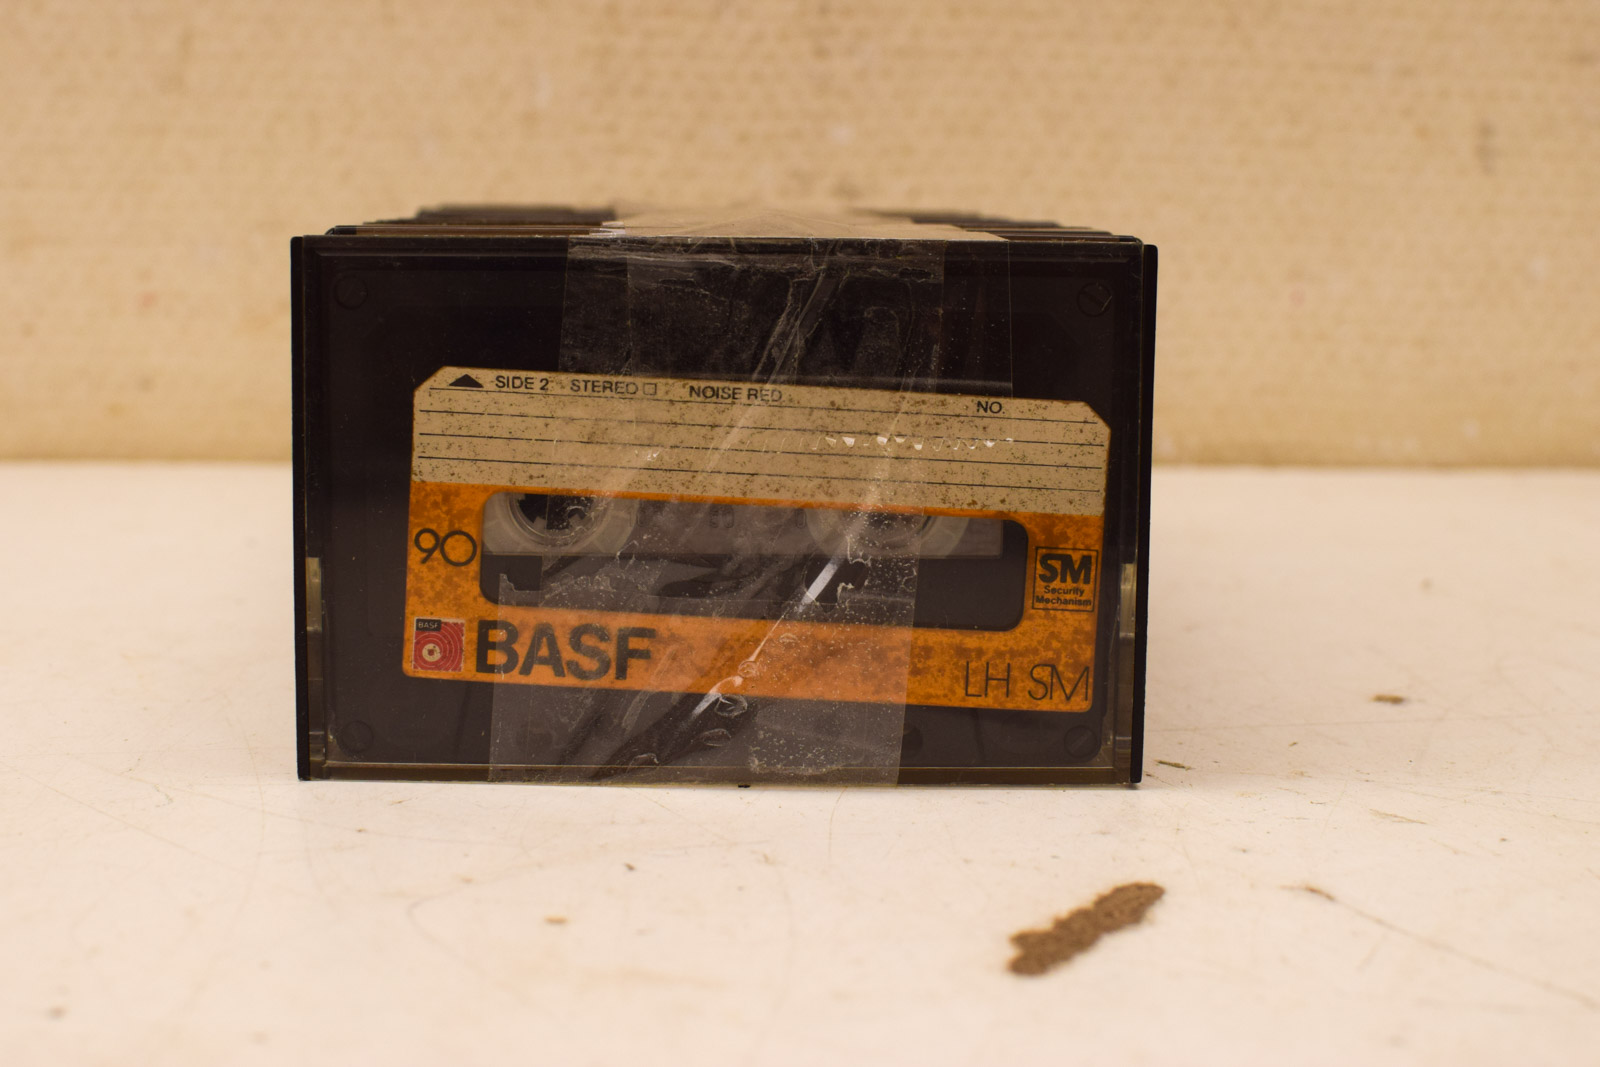 SIDE 2 STEREO NOISE RED NO.
90
SM
Security
Mechanism
BASF
BASF
LH SM